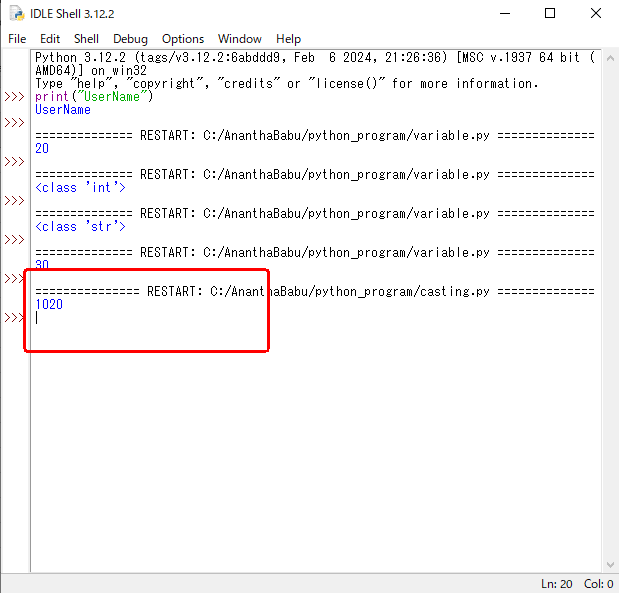 IDLE Shell 3.12.2
File Edit Shell Debug Options Window Help
Python 3.12.2 (tags/v3.12.2:6abddd9, Feb  6 2024, 21:26:36) [MSC v.1937 64 bit (
AMD64)] on win32
Type "help", "copyright", "credits" or "license()" for more information.
>>> print("UserName")
UserName
>>>
============== RESTART: C:/AnanthaBabu/python_program/variable.py ==============
20
>>>
============== RESTART: C:/AnanthaBabu/python_program/variable.py ==============
<class 'int'>
>>>
============== RESTART: C:/AnanthaBabu/python_program/variable.py ==============
<class 'str'>
>>>
============== RESTART: C:/AnanthaBabu/python_program/variable.py ==============
30
>>>
=============== RESTART: C:/AnanthaBabu/python_program/casting.py ==============
1020
>>>
Ln: 20 Col: 0